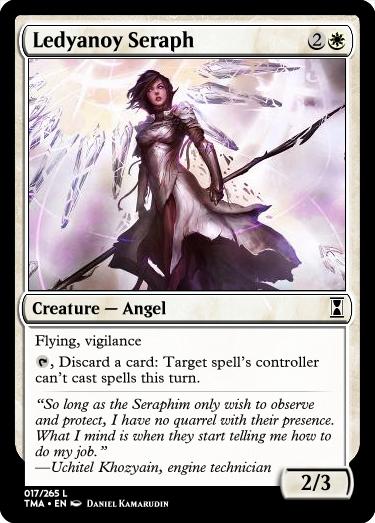 Ledyanoy Seraph 2
Creature — Angel
Flying, vigilance
, Discard a card: Target spell's controller
can't cast spells this turn.
"So long as the Seraphim only wish to observe
and protect, I have no quarrel with their presence.
What I mind is when they start telling me how to
do my job."
—Uchitel Khozyain, engine technician
2/3
017/265 L
TMA • EN Daniel Kamarudin